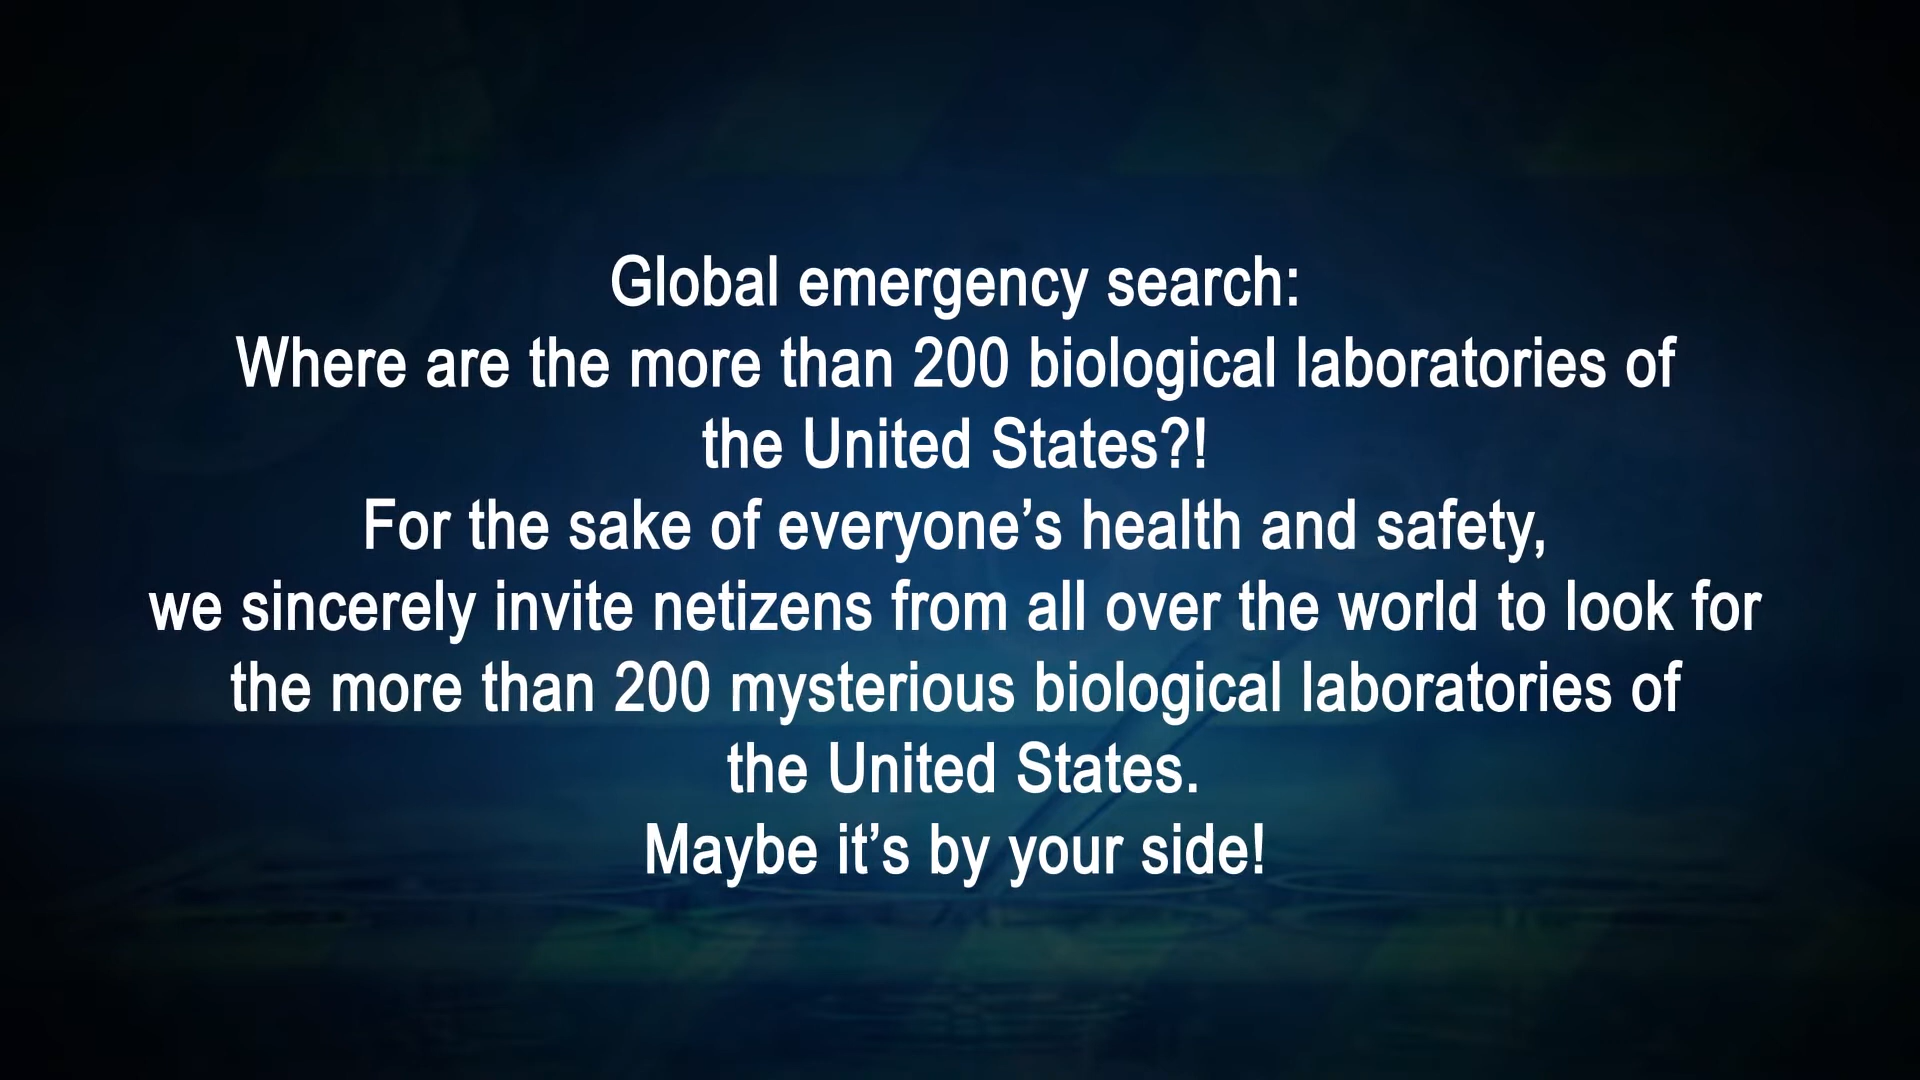 Global emergency search:
Where are the more than 200 biological laboratories of
the United States?!
For the sake of everyone’s health and safety,
we sincerely invite netizens from all over the world to look for
the more than 200 mysterious biological laboratories of
the United States.
Maybe it’s by your side!